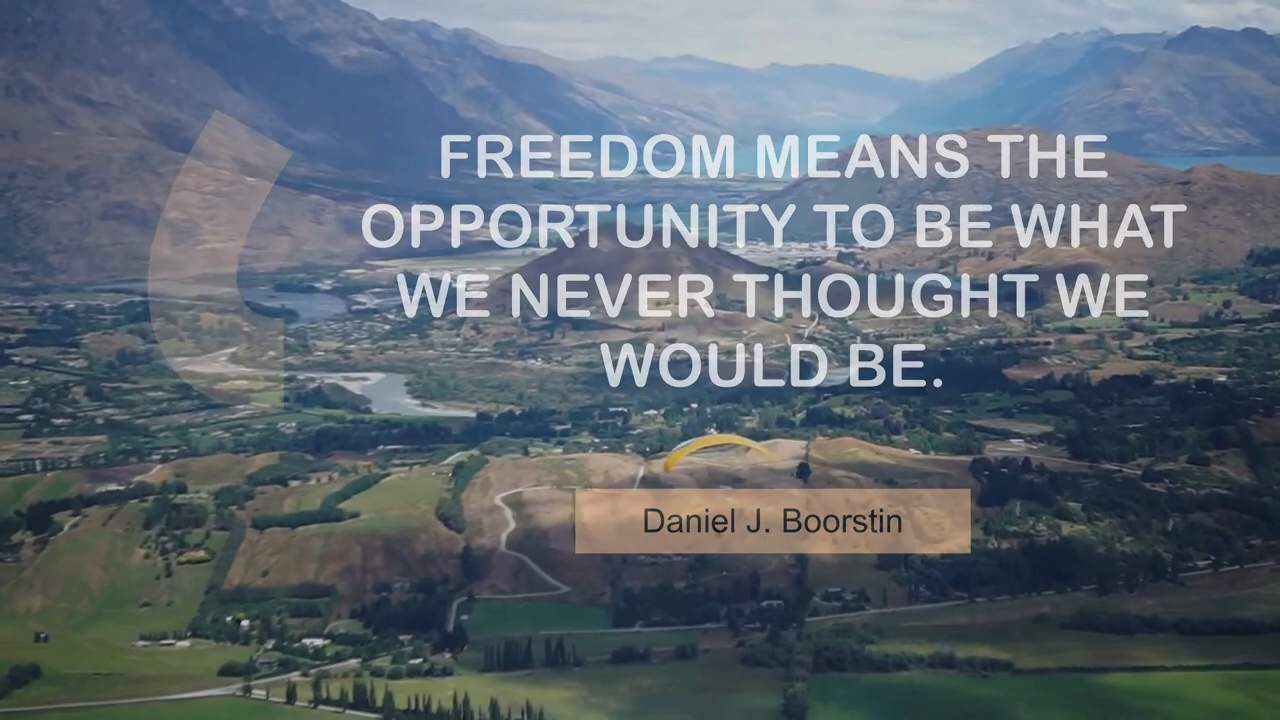 FREEDOM MEANS THE
OPPORTUNITY TO BE WHAT
WE NEVER THOUGHT WE
WOULD BE.
Daniel J. Boorstin